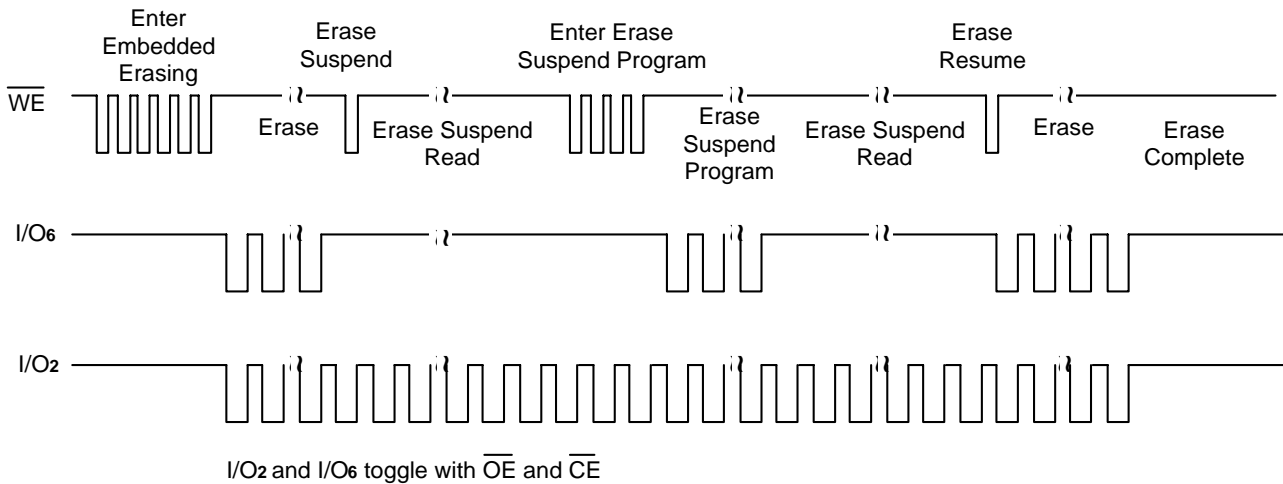 Enter
Embedded
Erasing
Erase
Suspend
Enter Erase
Suspend Program
Erase
Resume
WE
Erase
Erase Suspend
Read
Erase
Suspend
Program
Erase Suspend
Read
Erase
Erase
Complete
I/O6
I/O2
I/O2 and I/O6 toggle with OE and CE